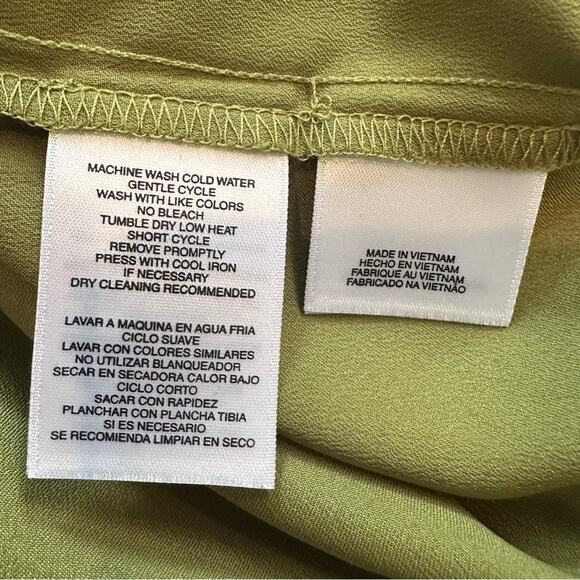 MACHINE WASH COLD WATER
GENTLE CYCLE
WASH WITH LIKE COLORS
NO BLEACH
TUMBLE DRY LOW HEAT
SHORT CYCLE
REMOVE PROMPTLY
PRESS WITH COOL IRON
IF NECESSARY
DRY CLEANING RECOMMENDED
LAVAR A MAQUINA EN AGUA FRIA
CICLO SUAVE
LAVAR CON COLORES SIMILARES
NO UTILIZAR BLANQUEADOR
SECAR EN SECADORA CALOR BAJO
CICLO CORTO
SACAR CON RAPIDEZ
PLANCHAR CON PLANCHA TIBIA
SI ES NECESARIO
SE RECOMIENDA LIMPIAR EN SECO
MADE IN VIETNAM
HECHO EN VIETNAM
FABRIQUE AU VIETNAM
FABRICADO NA VIETNÃO